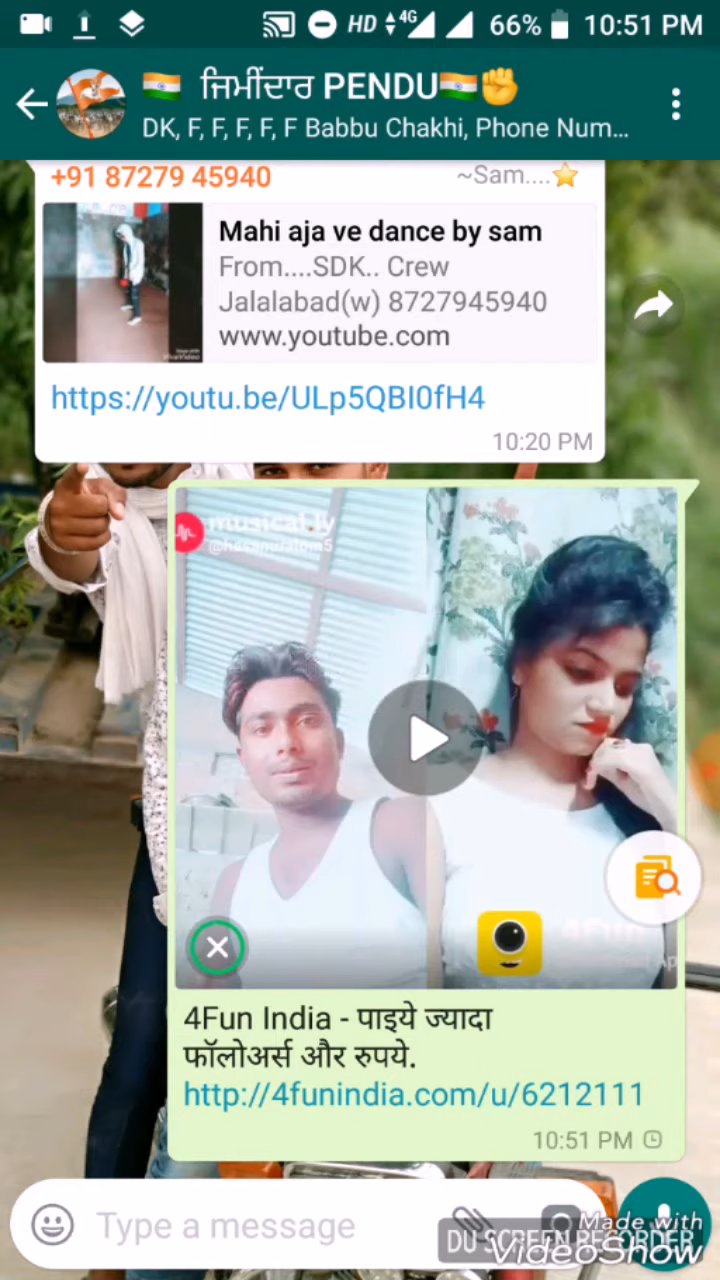 HD 4G 66% 10:51 PM
🇮🇳 ਜਿਮੀਂਦਾਰ PENDU🇮🇳✊
DK, F, F, F, F, F Babbu Chakhi, Phone Num...
+91 87279 45940 ~Sam....⭐
Mahi aja ve dance by sam
From....SDK.. Crew
Jalalabad(w) 8727945940
www.youtube.com
https://youtu.be/ULp5QBI0fH4
10:20 PM
musical.ly
4Fun India - पाइये ज्यादा
फॉलोअर्स और रुपये.
http://4funindia.com/u/6212111
10:51 PM
Type a message
Made with
DU SCREEN RECORDER
VideoShow